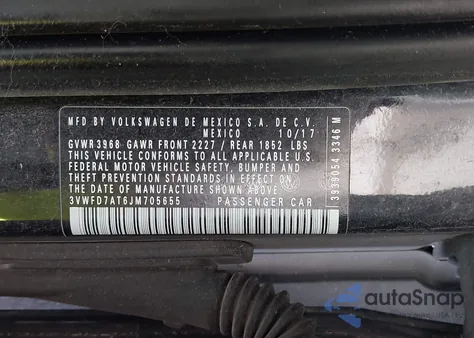 MFD BY VOLKSWAGEN DE MEXICO S.A. DE C.V.
MEXICO 10/17
GVWR3968 GAWR FRONT 2227 / REAR 1852 LBS
THIS VEHICLE CONFORMS TO ALL APPLICABLE U.S.
FEDERAL MOTOR VEHICLE SAFETY, BUMPER AND
THEFT PREVENTION STANDARDS IN EFFECT ON
THE DATE OF MANUFACTURE SHOWN ABOVE.
3VWFD7AT6JM705655 PASSENGER CAR
3939054 3346 M
autoSnap